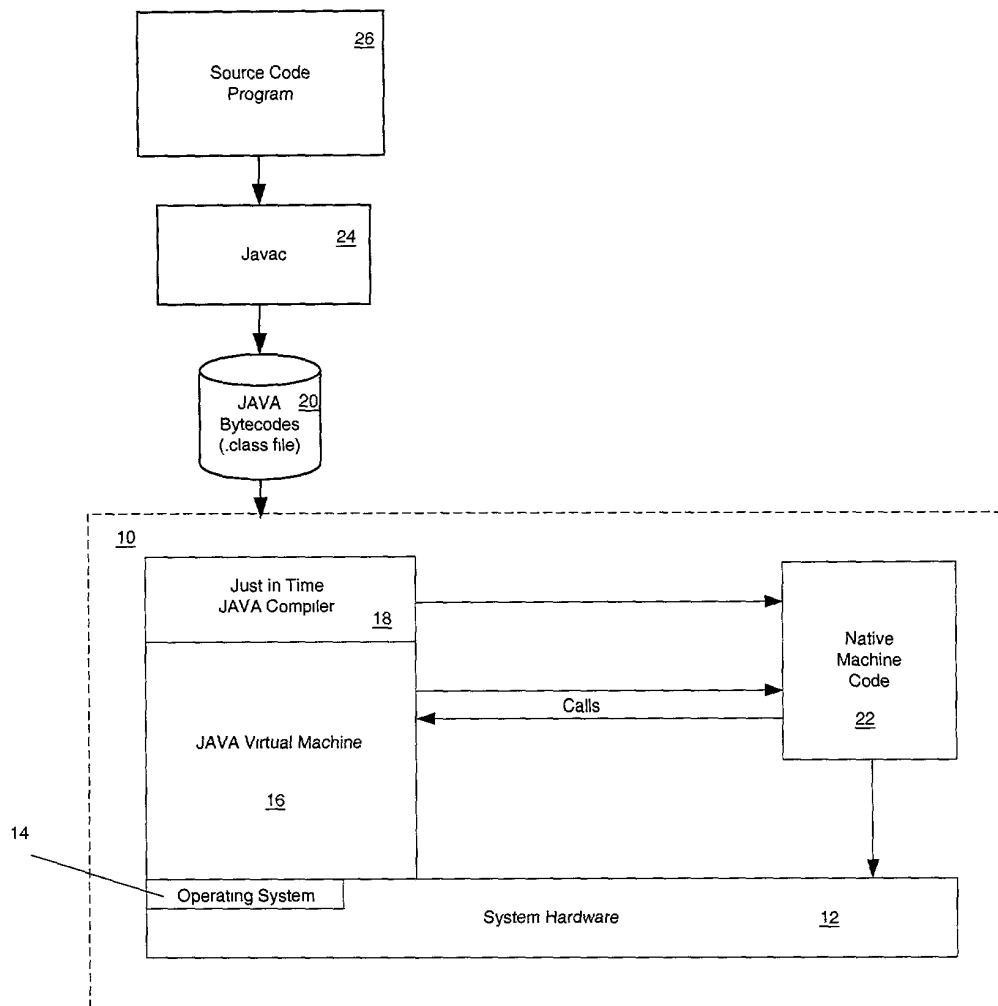 26
Source Code
Program
24
Javac
20
JAVA
Bytecodes
(.class file)
10
Just in Time
JAVA Compiler
18
Native
Machine
Code
22
Calls
JAVA Virtual Machine
16
14
Operating System
System Hardware
12